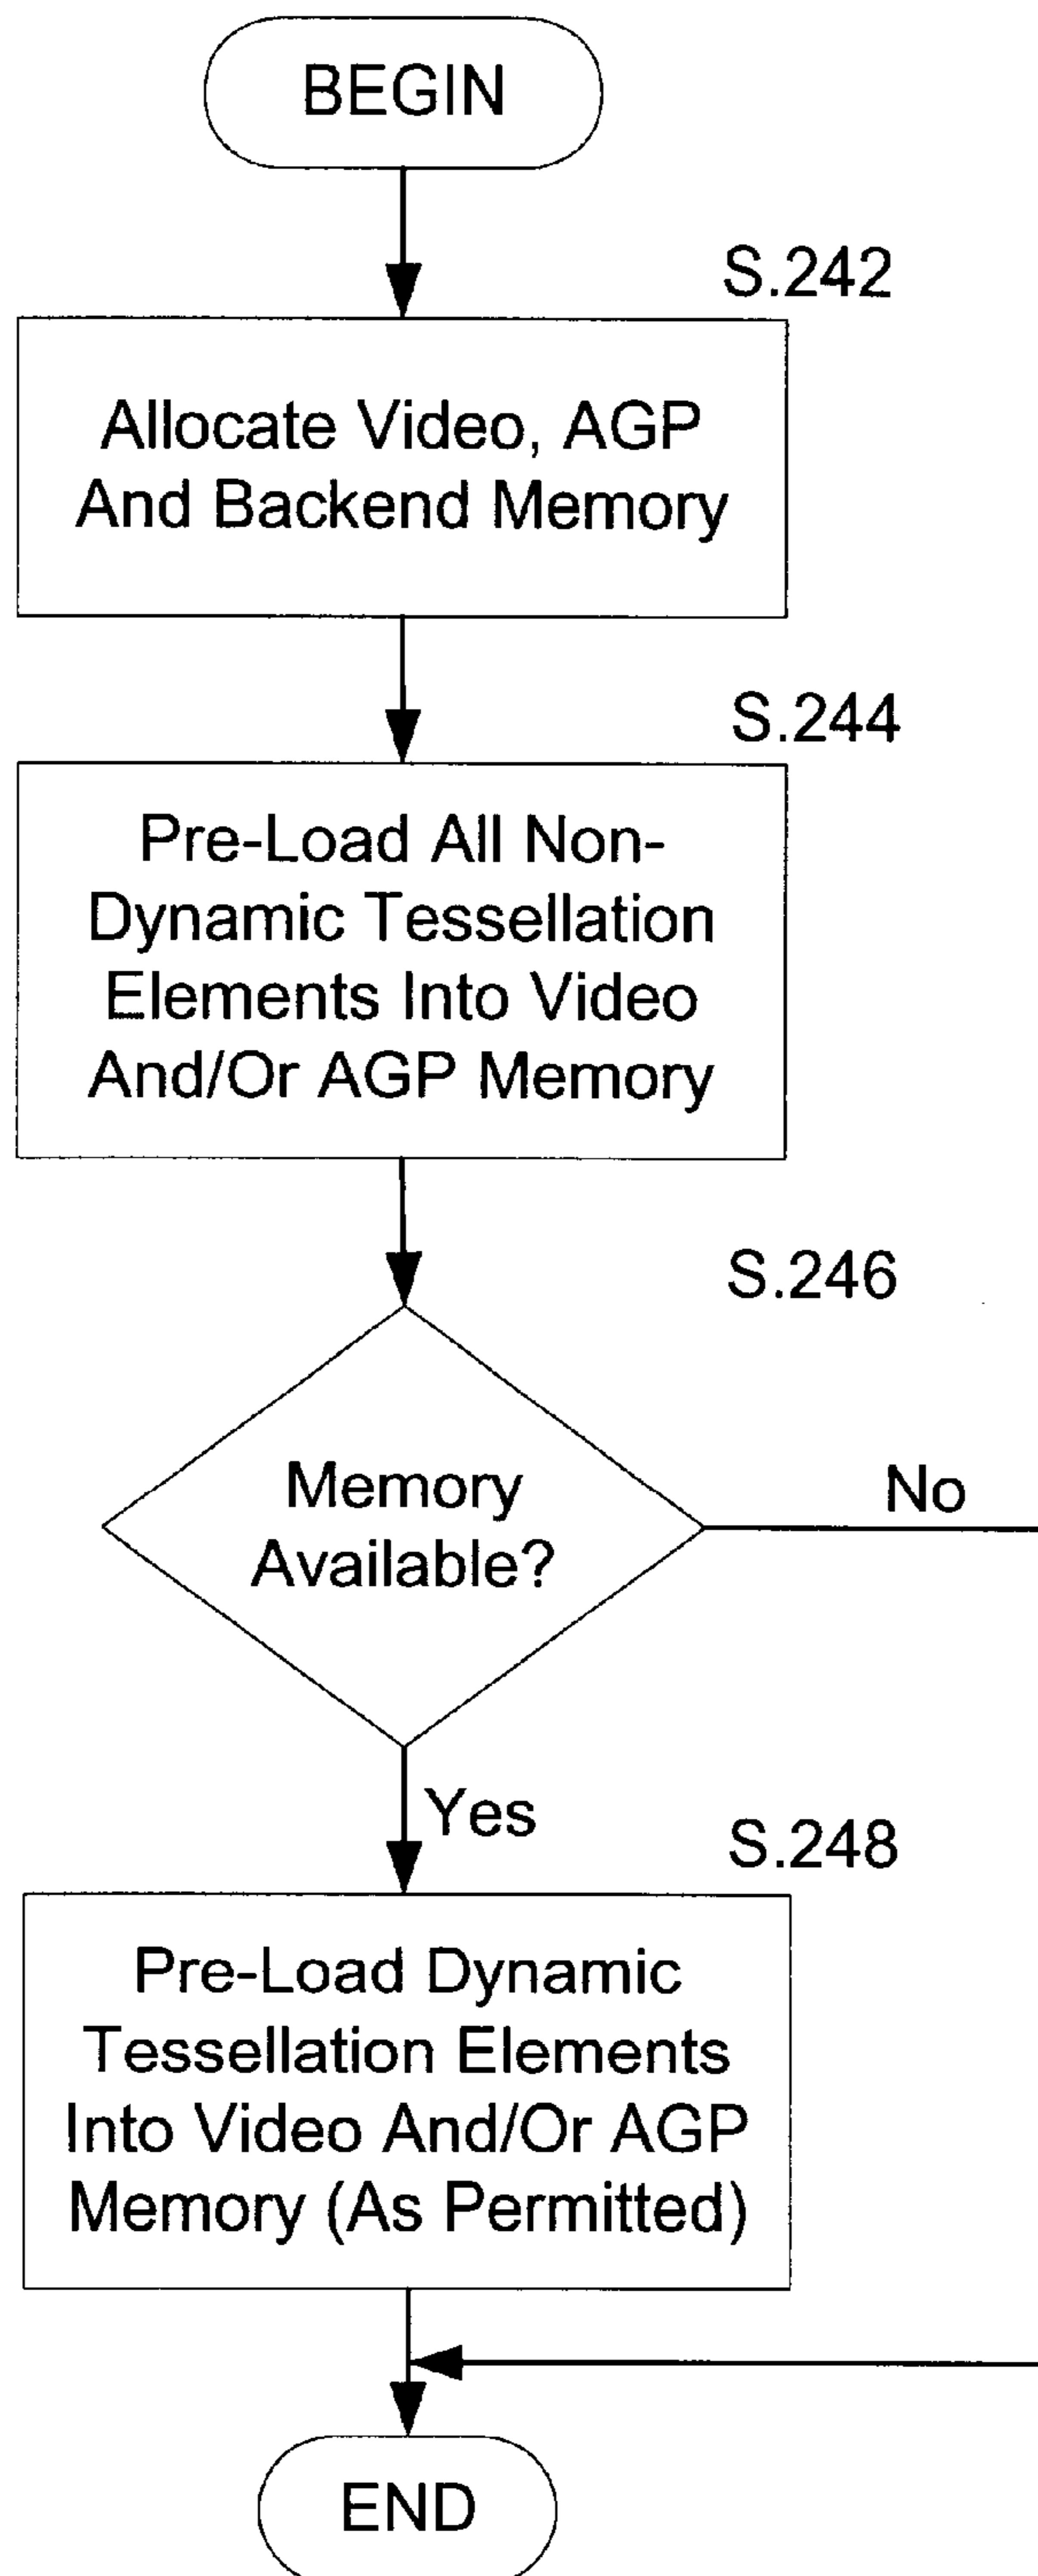 BEGIN
S.242
Allocate Video, AGP
And Backend Memory
S.244
Pre-Load All Non-
Dynamic Tessellation
Elements Into Video
And/Or AGP Memory
S.246
Memory
Available?
No
Yes
S.248
Pre-Load Dynamic
Tessellation Elements
Into Video And/Or AGP
Memory (As Permitted)
END